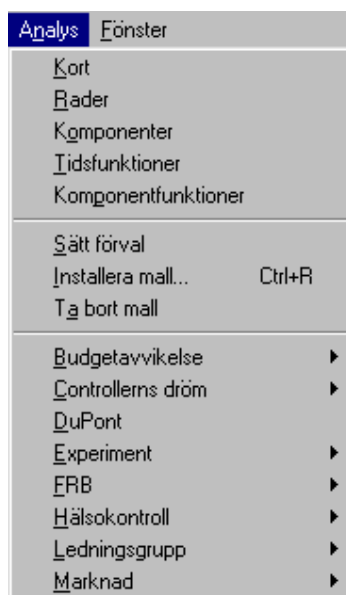 Analys Fönster
Kort
Rader
Komponenter
Tidsfunktioner
Komponentfunktioner
Sätt förval
Installera mall... Ctrl+R
Ta bort mall
Budgetavvikelse
Controllerns dröm
DuPont
Experiment
FRB
Hälsokontroll
Ledningsgrupp
Marknad